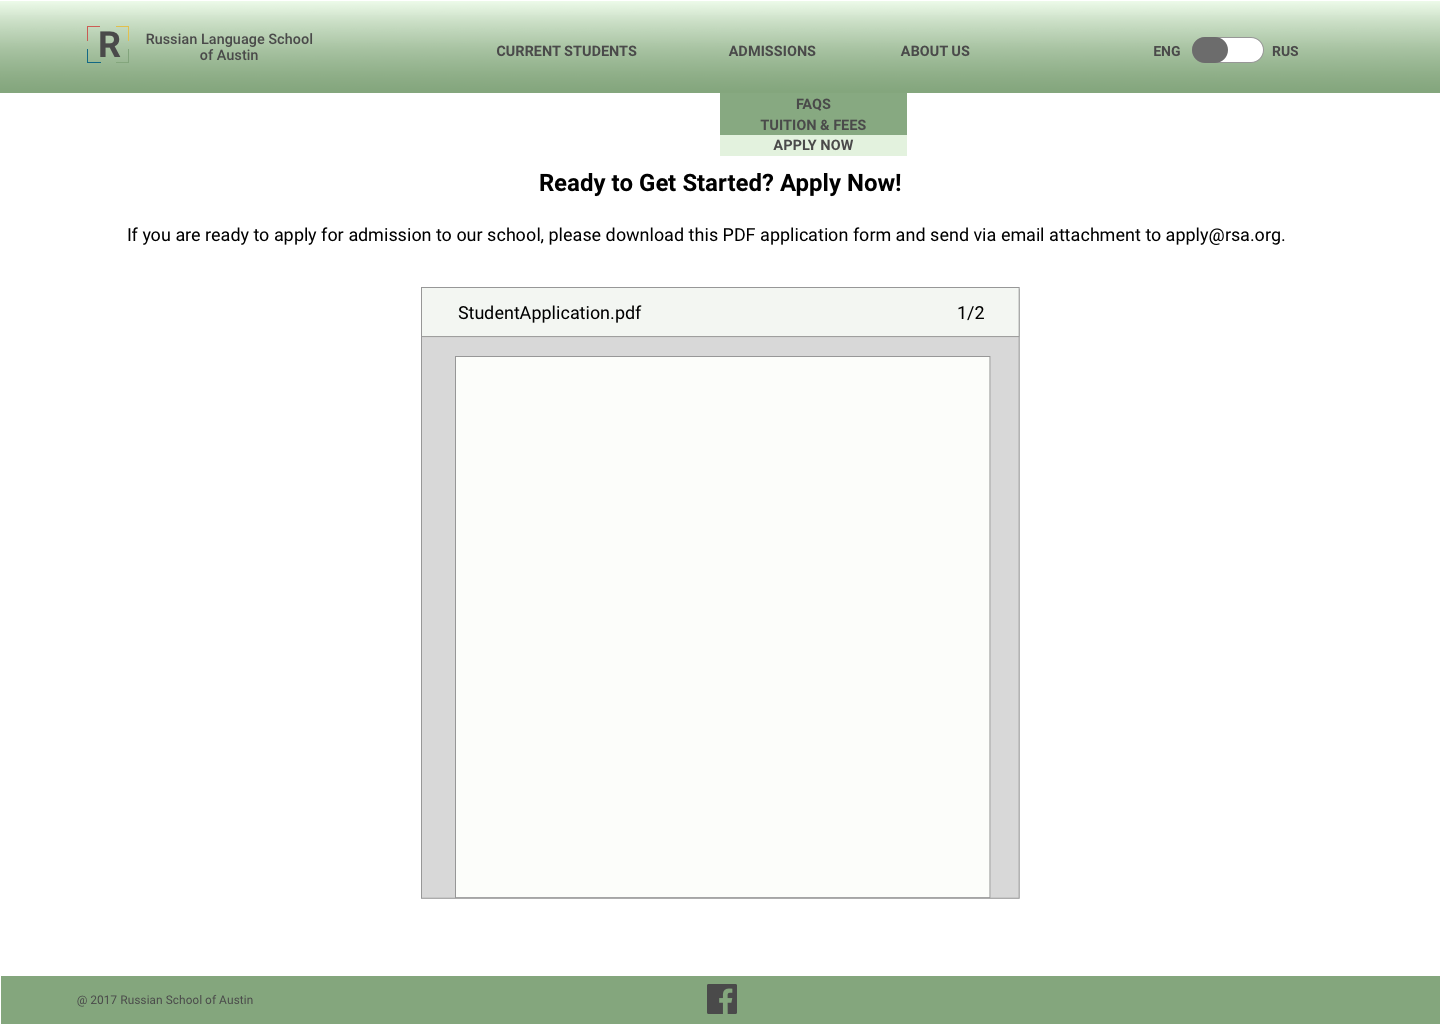 R
Russian Language School
of Austin
CURRENT STUDENTS
ADMISSIONS
ABOUT US
ENG
RUS
FAQS
TUITION & FEES
APPLY NOW
Ready to Get Started? Apply Now!
If you are ready to apply for admission to our school, please download this PDF application form and send via email attachment to apply@rsa.org.
StudentApplication.pdf
1/2
@ 2017 Russian School of Austin